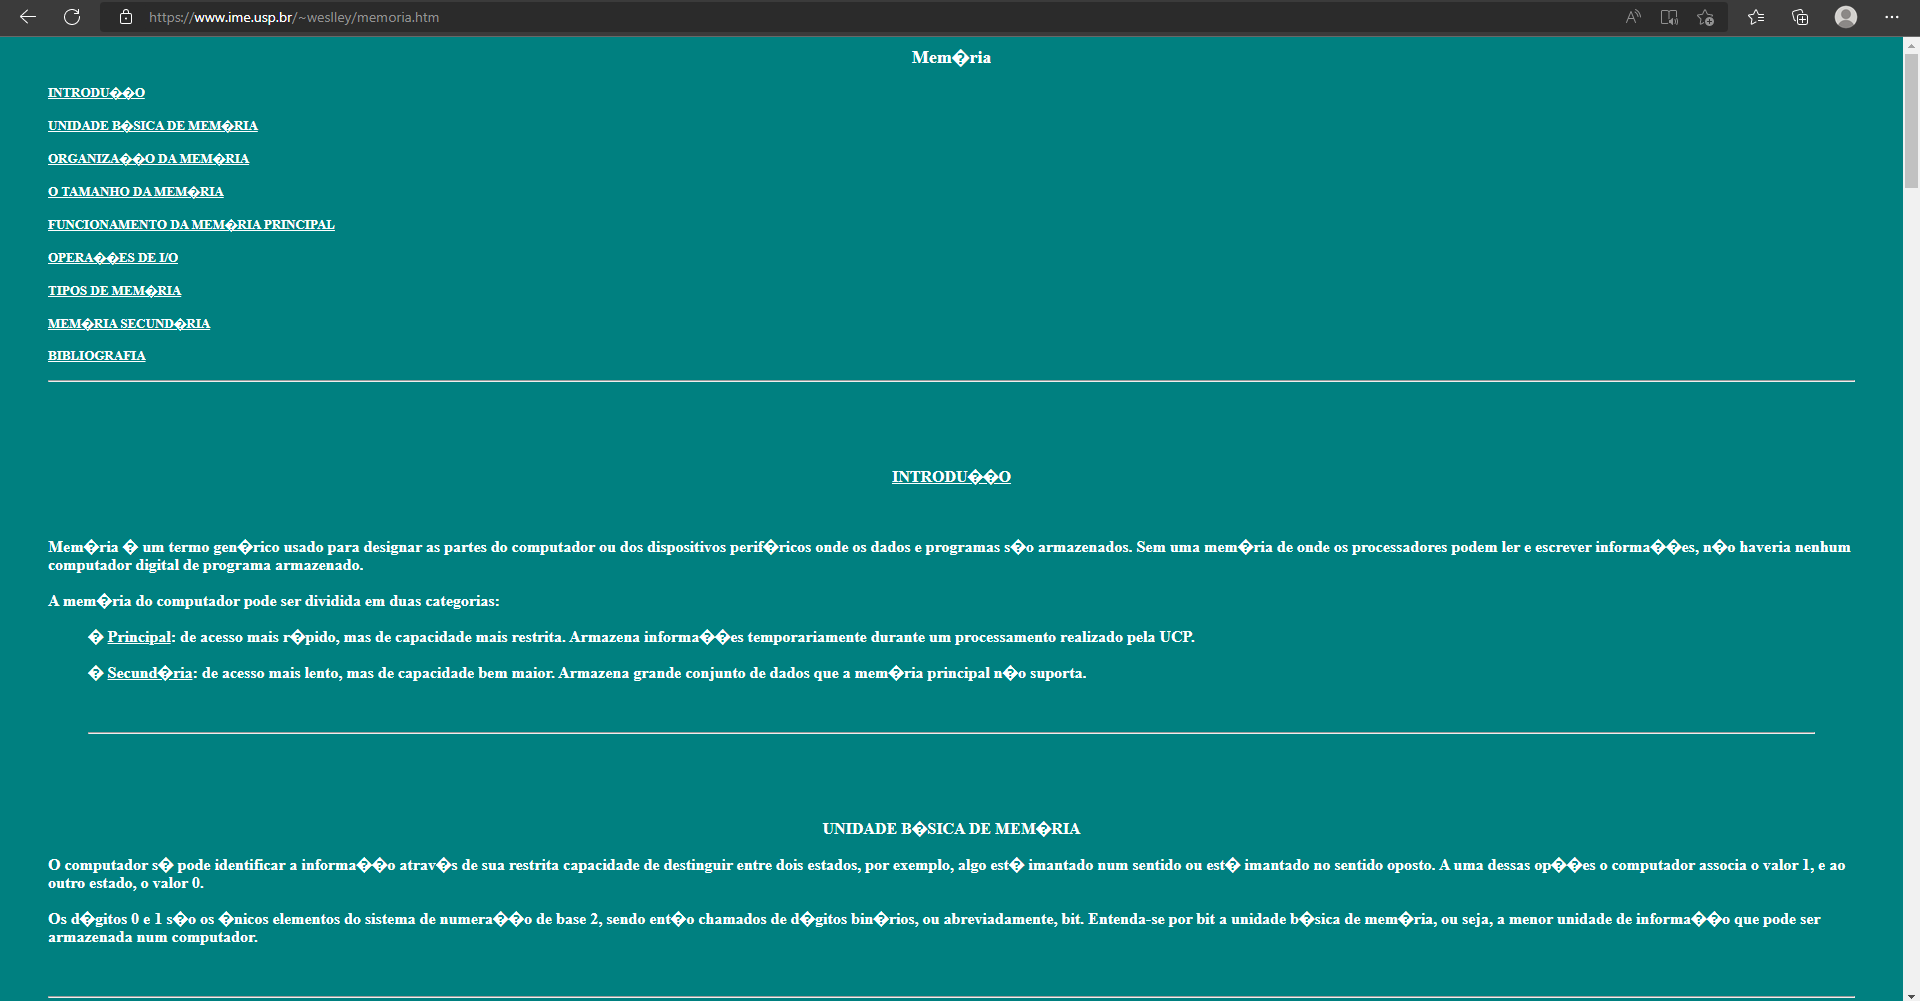 https://www.ime.usp.br/~weslley/memoria.htm
Mem�ria
INTRODU��O
UNIDADE B�SICA DE MEM�RIA
ORGANIZA��O DA MEM�RIA
O TAMANHO DA MEM�RIA
FUNCIONAMENTO DA MEM�RIA PRINCIPAL
OPERA��ES DE I/O
TIPOS DE MEM�RIA
MEM�RIA SECUND�RIA
BIBLIOGRAFIA
INTRODU��O
Mem�ria � um termo gen�rico usado para designar as partes do computador ou dos dispositivos perif�ricos onde os dados e programas s�o armazenados. Sem uma mem�ria de onde os processadores podem ler e escrever informa��es, n�o haveria nenhum
computador digital de programa armazenado.
A mem�ria do computador pode ser dividida em duas categorias:
� Principal: de acesso mais r�pido, mas de capacidade mais restrita. Armazena informa��es temporariamente durante um processamento realizado pela UCP.
� Secund�ria: de acesso mais lento, mas de capacidade bem maior. Armazena grande conjunto de dados que a mem�ria principal n�o suporta.
UNIDADE B�SICA DE MEM�RIA
O computador s� pode identificar a informa��o atrav�s de sua restrita capacidade de destinguir entre dois estados, por exemplo, algo est� imantado num sentido ou est� imantado no sentido oposto. A uma dessas op��es o computador associa o valor 1, e ao
outro estado, o valor 0.
Os d�gitos 0 e 1 s�o os �nicos elementos do sistema de numera��o de base 2, sendo ent�o chamados de d�gitos bin�rios, ou abreviadamente, bit. Entenda-se por bit a unidade b�sica de mem�ria, ou seja, a menor unidade de informa��o que pode ser
armazenada num computador.